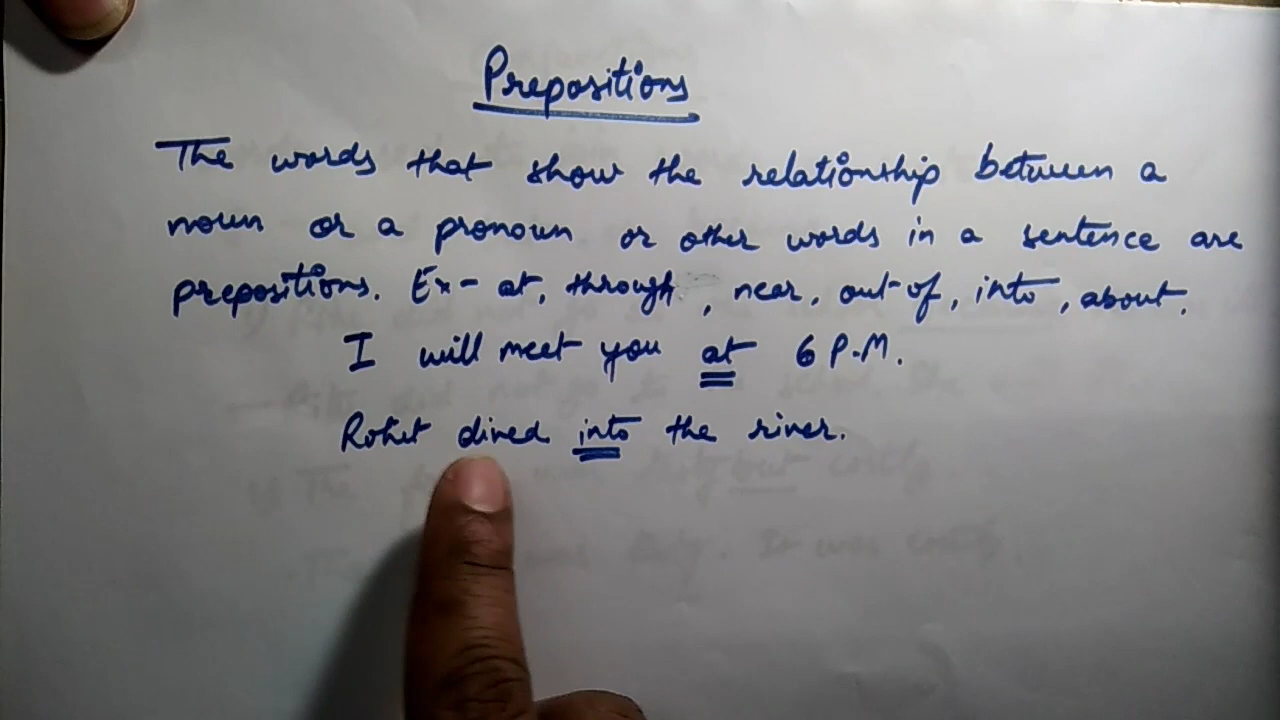 Prepositions
The words that show the relationship between a
noun or a pronoun or other words in a sentence are
prepositions. Ex- at, through, near, out of, into, about.
I will meet you at 6 P.M.
Rohit dived into the river.